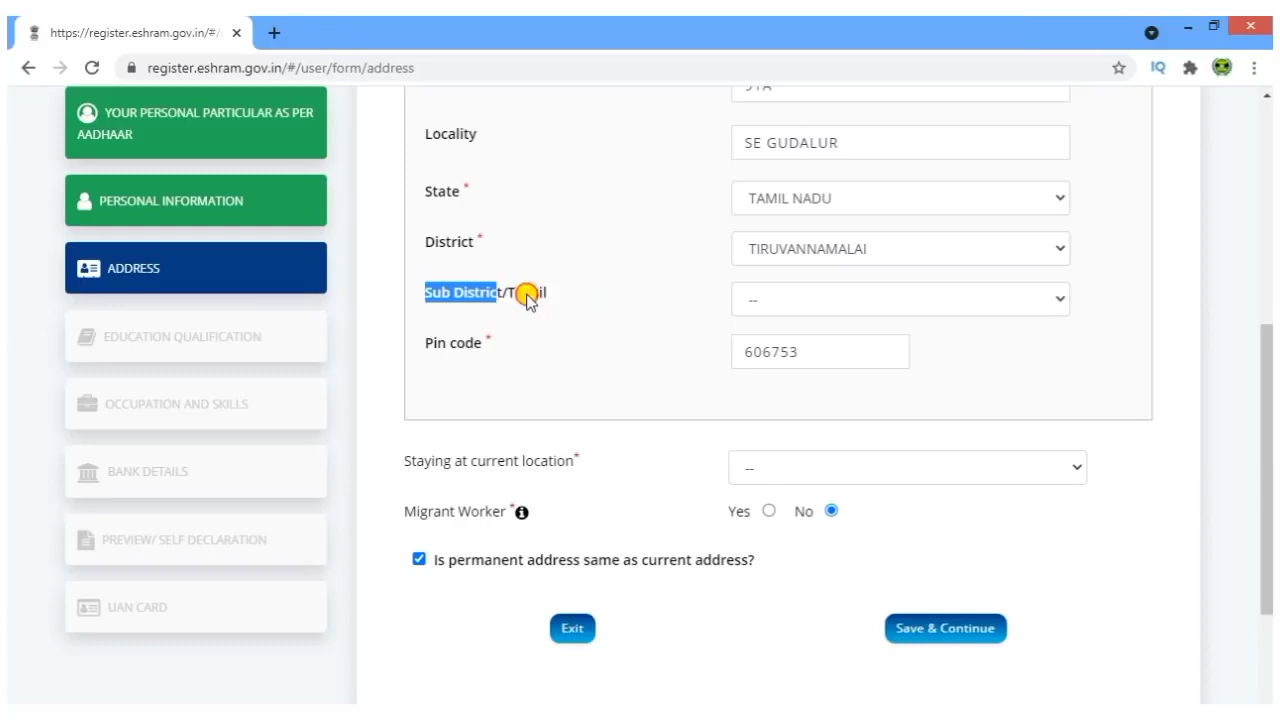 https://register.eshram.gov.in/#/
register.eshram.gov.in/#/user/form/address
IQ
YOUR PERSONAL PARTICULAR AS PER
AADHAAR
PERSONAL INFORMATION
ADDRESS
EDUCATION QUALIFICATION
OCCUPATION AND SKILLS
BANK DETAILS
PREVIEW/ SELF DECLARATION
UAN CARD
Locality
SE GUDALUR
State *
TAMIL NADU
District *
TIRUVANNAMALAI
Sub District/
--
Pin code *
606753
Staying at current location*
--
Migrant Worker *
Yes No
Is permanent address same as current address?
Exit
Save & Continue